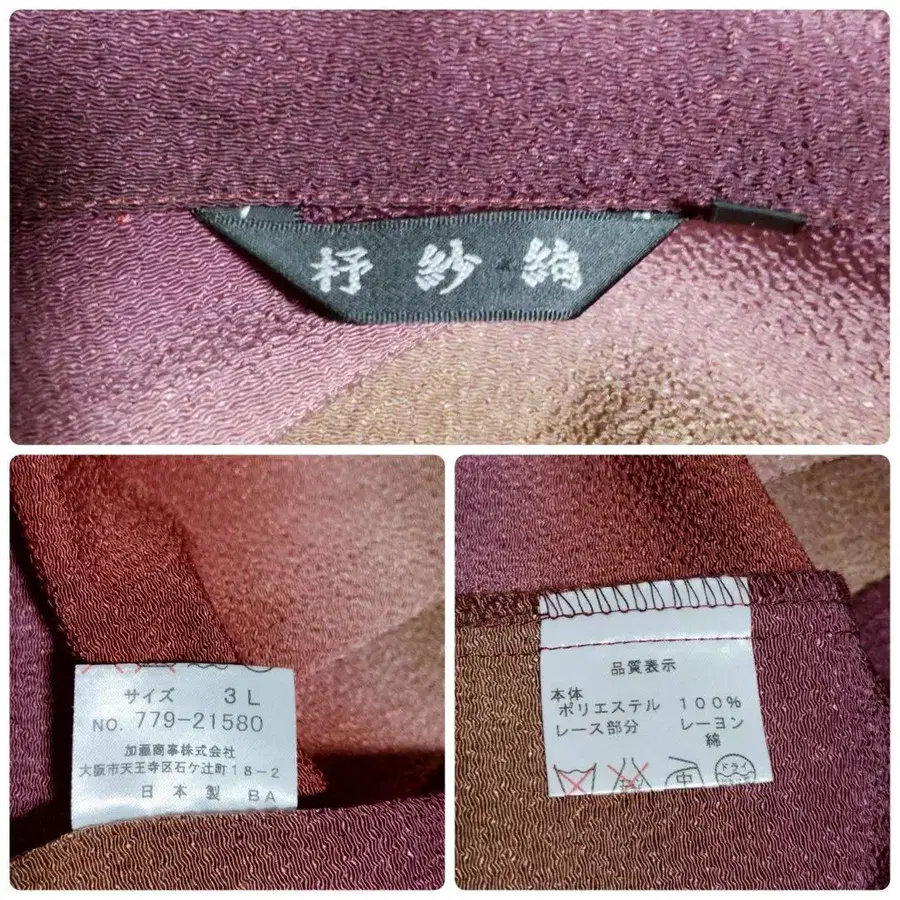 杼紗絢
サイズ 3L
NO. 779-21580
加藤商事株式会社
大阪市天王寺区石ケ辻町18-2
日本製 BA
品質表示
本体
ポリエステル 100%
レース部分 レーヨン
綿
中
ドライ